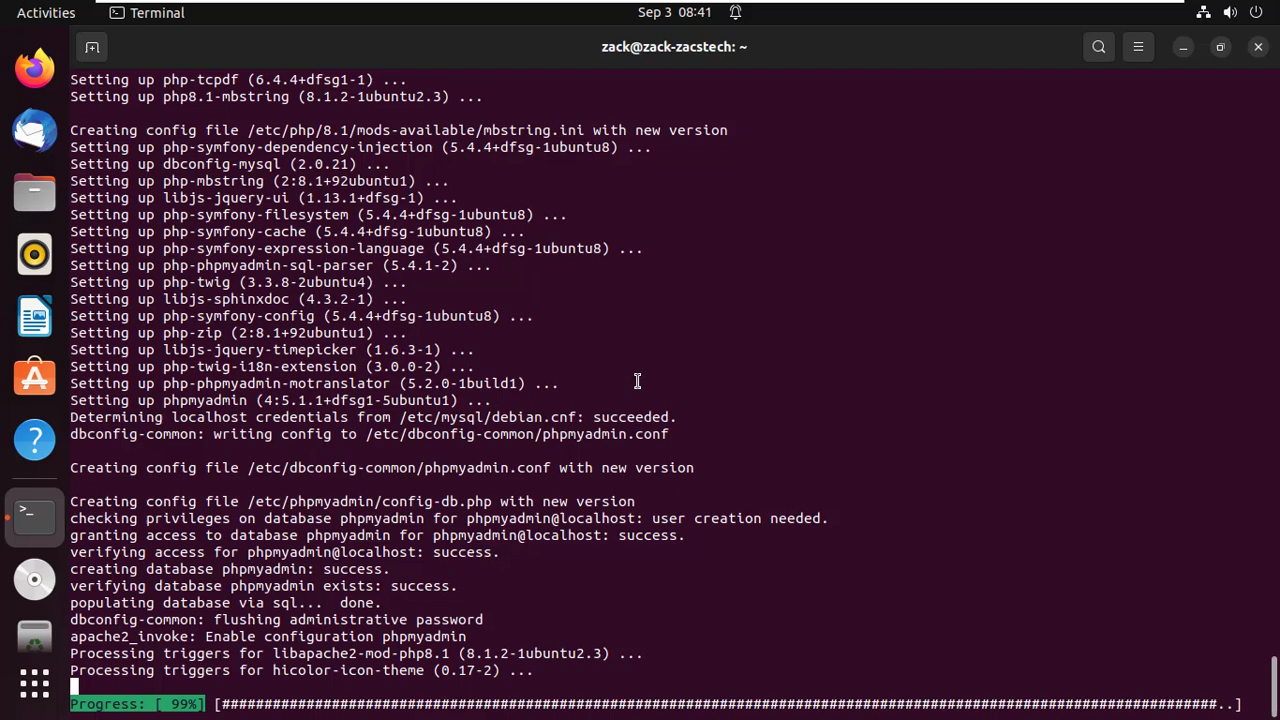 Activities
Terminal
Sep 3 08:41
zack@zack-zacstech: ~
Setting up php-tcpdf (6.4.4+dfsg1-1) ...
Setting up php8.1-mbstring (8.1.2-1ubuntu2.3) ...
Creating config file /etc/php/8.1/mods-available/mbstring.ini with new version
Setting up php-symfony-dependency-injection (5.4.4+dfsg-1ubuntu8) ...
Setting up dbconfig-mysql (2.0.21) ...
Setting up php-mbstring (2:8.1+92ubuntu1) ...
Setting up libjs-jquery-ui (1.13.1+dfsg-1) ...
Setting up php-symfony-filesystem (5.4.4+dfsg-1ubuntu8) ...
Setting up php-symfony-cache (5.4.4+dfsg-1ubuntu8) ...
Setting up php-symfony-expression-language (5.4.4+dfsg-1ubuntu8) ...
Setting up php-phpmyadmin-sql-parser (5.4.1-2) ...
Setting up php-twig (3.3.8-2ubuntu4) ...
Setting up libjs-sphinxdoc (4.3.2-1) ...
Setting up php-symfony-config (5.4.4+dfsg-1ubuntu8) ...
Setting up php-zip (2:8.1+92ubuntu1) ...
Setting up libjs-jquery-timepicker (1.6.3-1) ...
Setting up php-twig-i18n-extension (3.0.0-2) ...
Setting up php-phpmyadmin-motranslator (5.2.0-1build1) ...
Setting up phpmyadmin (4:5.1.1+dfsg1-5ubuntu1) ...
Determining localhost credentials from /etc/mysql/debian.cnf: succeeded.
dbconfig-common: writing config to /etc/dbconfig-common/phpmyadmin.conf
Creating config file /etc/dbconfig-common/phpmyadmin.conf with new version
Creating config file /etc/phpmyadmin/config-db.php with new version
checking privileges on database phpmyadmin for phpmyadmin@localhost: user creation needed.
granting access to database phpmyadmin for phpmyadmin@localhost: success.
verifying access for phpmyadmin@localhost: success.
creating database phpmyadmin: success.
verifying database phpmyadmin exists: success.
populating database via sql...  done.
dbconfig-common: flushing administrative password
apache2_invoke: Enable configuration phpmyadmin
Processing triggers for libapache2-mod-php8.1 (8.1.2-1ubuntu2.3) ...
Processing triggers for hicolor-icon-theme (0.17-2) ...
Progress: [ 99%] [######################################################################################################################..]